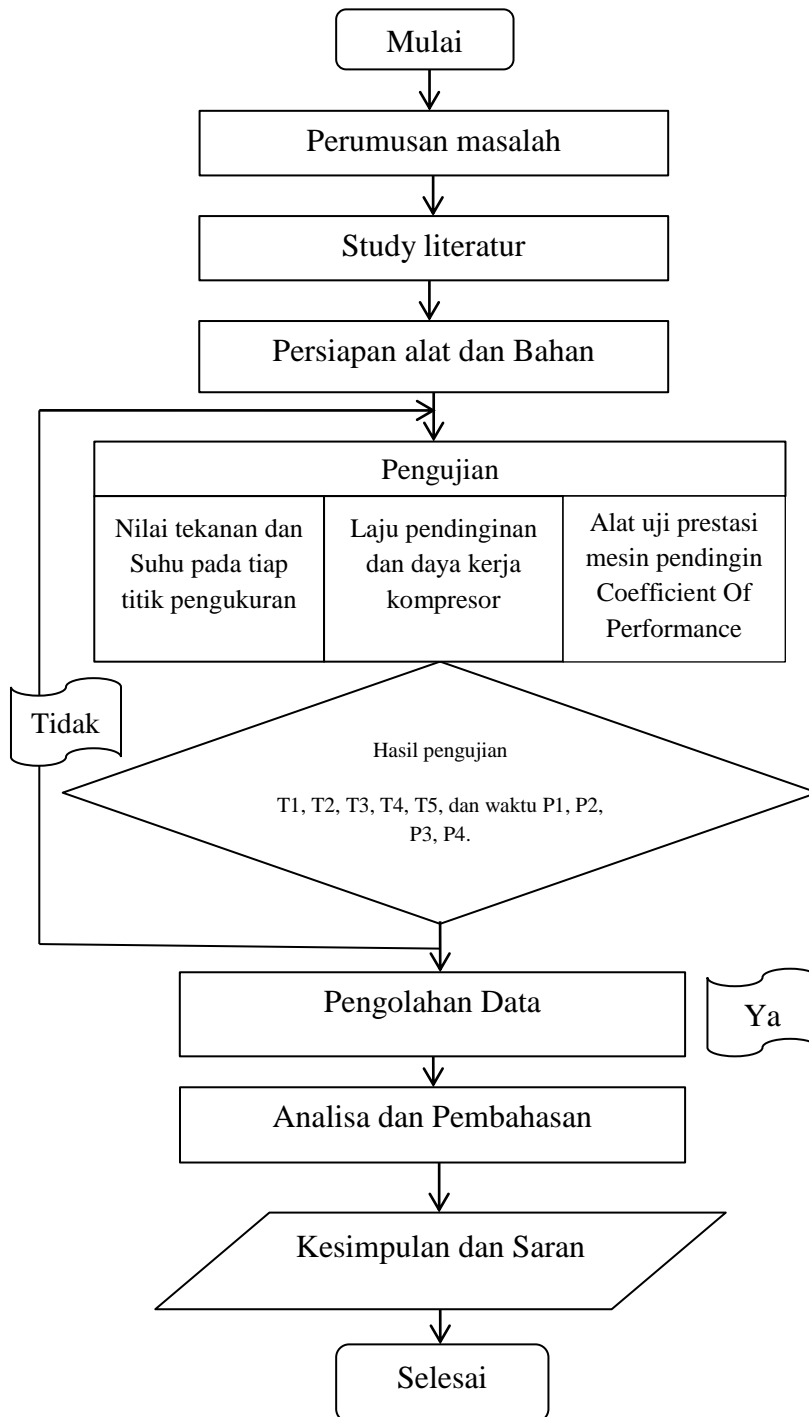 Mulai
Perumusan masalah
Study literatur
Persiapan alat dan Bahan
Pengujian
Nilai tekanan dan
Suhu pada tiap
titik pengukuran
Laju pendinginan
dan daya kerja
kompresor
Alat uji prestasi
mesin pendingin
Coefficient Of
Performance
Tidak
Hasil pengujian
T1, T2, T3, T4, T5, dan waktu P1, P2,
P3, P4.
Pengolahan Data
Ya
Analisa dan Pembahasan
Kesimpulan dan Saran
Selesai